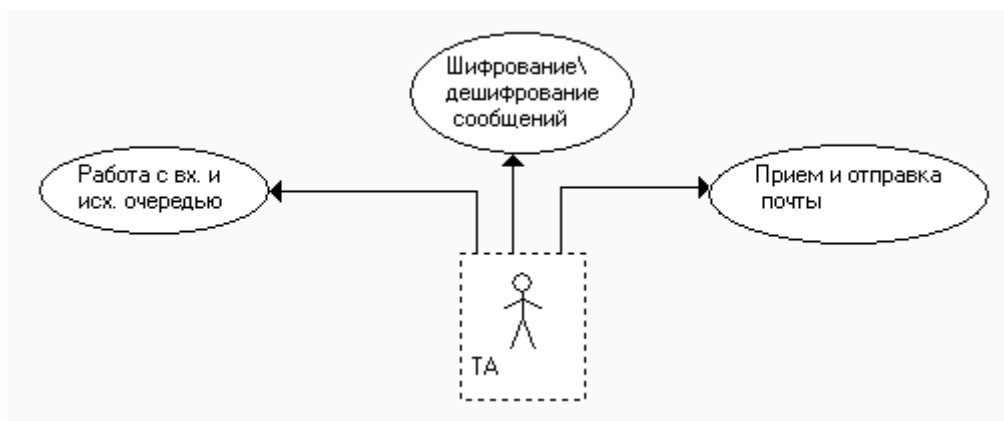 Шифрование\
дешифрование
сообщений
Работа с вх. и
исх. очередью
Прием и отправка
почты
ТА